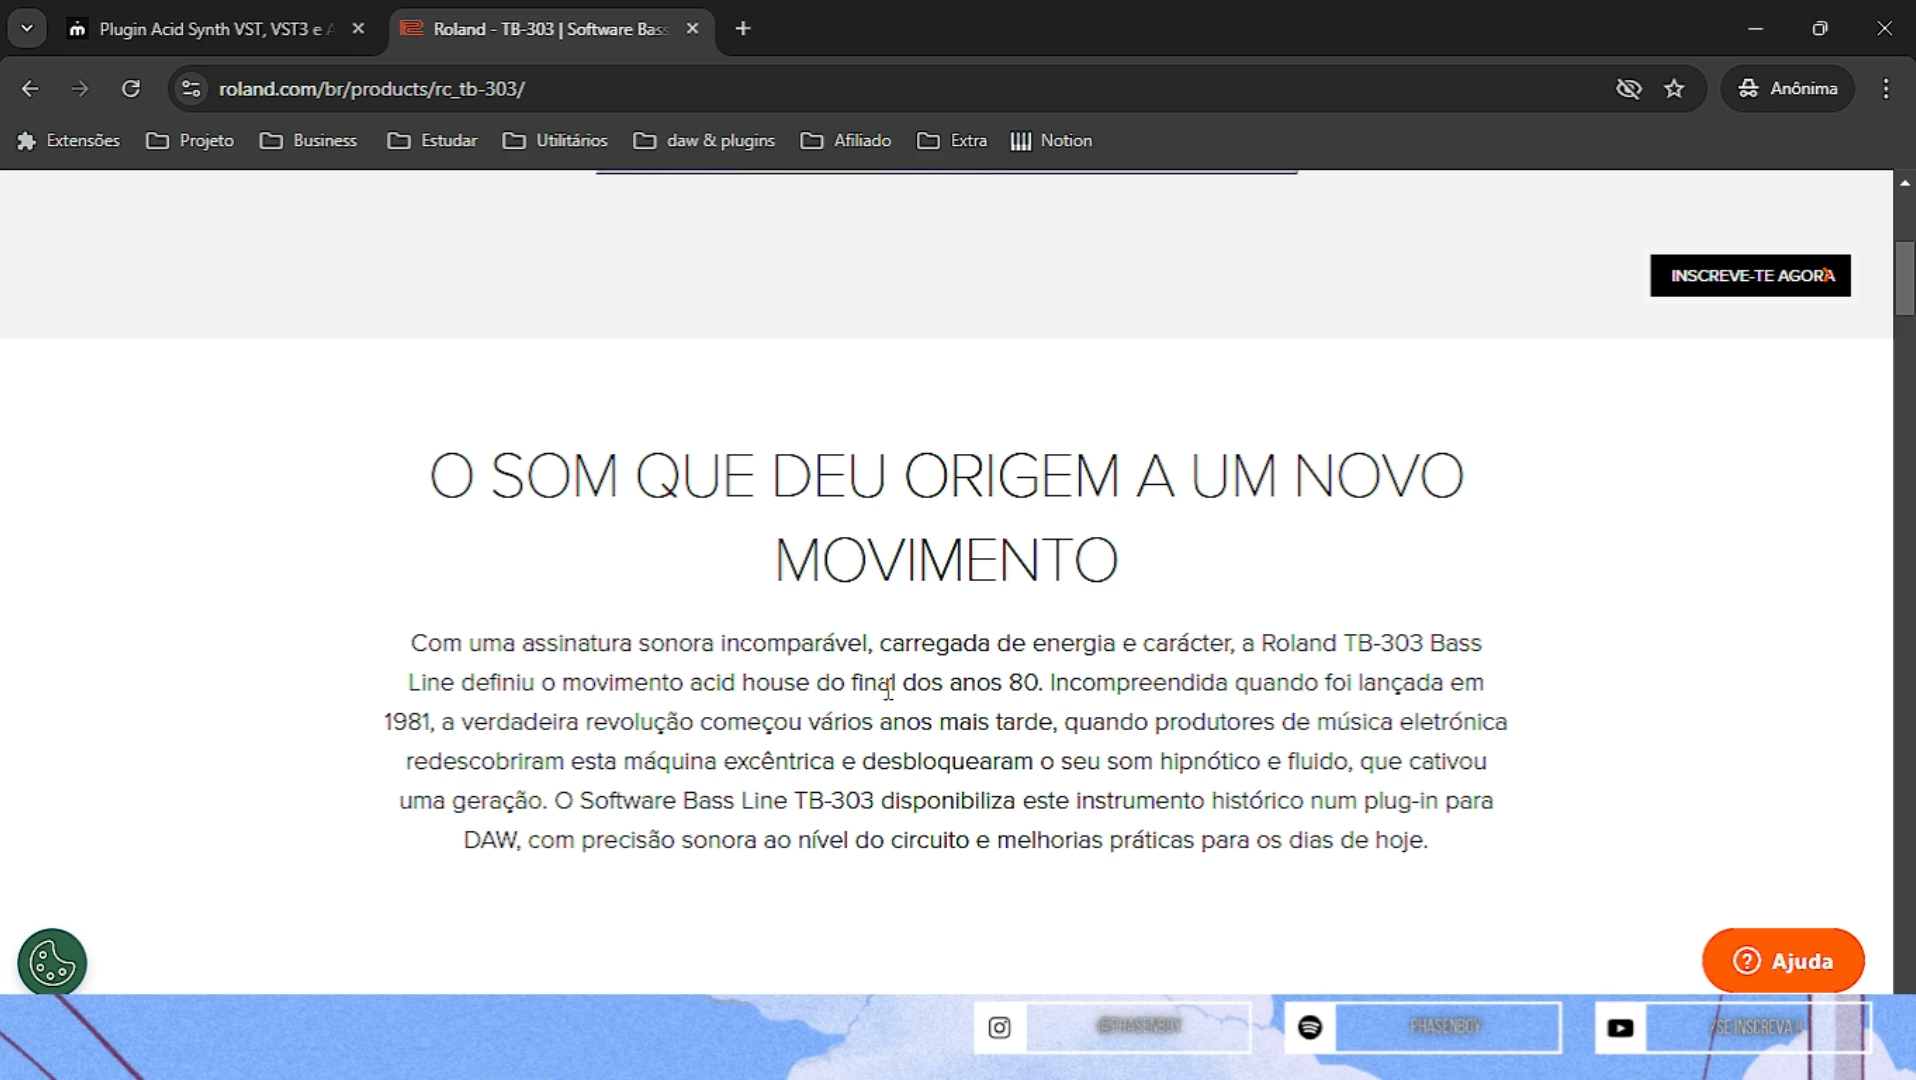 Plugin Acid Synth VST, VST3 e A
Roland - TB-303 | Software Bass
roland.com/br/products/rc_tb-303/
Anônima
Extensões
Projeto
Business
Estudar
Utilitários
daw & plugins
Afiliado
Extra
Notion
INSCREVE-TE AGORA
O SOM QUE DEU ORIGEM A UM NOVO
MOVIMENTO
Com uma assinatura sonora incomparável, carregada de energia e carácter, a Roland TB-303 Bass
Line definiu o movimento acid house do final dos anos 80. Incompreendida quando foi lançada em
1981, a verdadeira revolução começou vários anos mais tarde, quando produtores de música eletrónica
redescobriram esta máquina excêntrica e desbloquearam o seu som hipnótico e fluido, que cativou
uma geração. O Software Bass Line TB-303 disponibiliza este instrumento histórico num plug-in para
DAW, com precisão sonora ao nível do circuito e melhorias práticas para os dias de hoje.
Ajuda
@PHASENBOY
PHASENBOY
SE INSCREVA !!